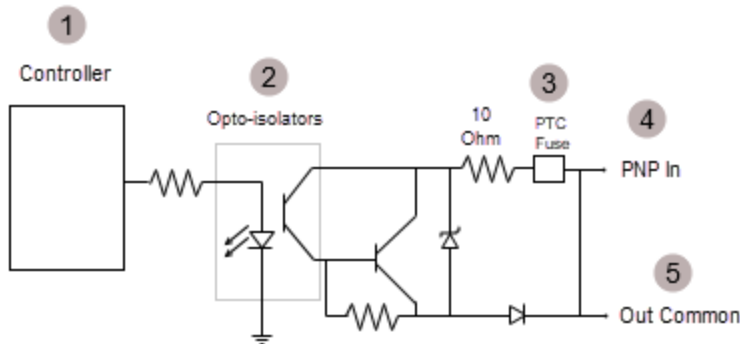 1
Controller
2
Opto-isolators
10
Ohm
3
PTC
Fuse
4
PNP In
5
Out Common